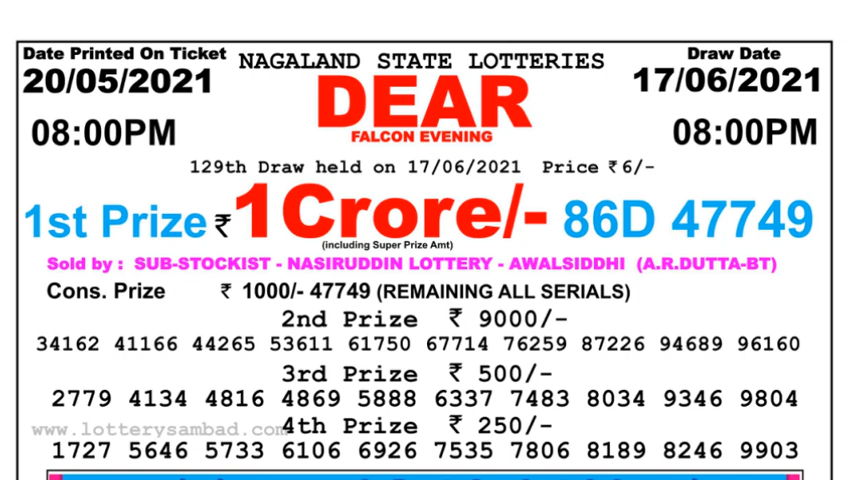 Date Printed On Ticket NAGALAND STATE LOTTERIES Draw Date
20/05/2021 DEAR 17/06/2021
FALCON EVENING
08:00PM 08:00PM
129th Draw held on 17/06/2021 Price ₹ 6/-
1st Prize ₹ 1Crore/- 86D 47749
(including Super Prize Amt)
Sold by : SUB-STOCKIST - NASIRUDDIN LOTTERY - AWALSIDDHI (A.R.DUTTA-BT)
Cons. Prize ₹ 1000/- 47749 (REMAINING ALL SERIALS)
2nd Prize ₹ 9000/-
34162 41166 44265 53611 61750 67714 76259 87226 94689 96160
3rd Prize ₹ 500/-
2779 4134 4816 4869 5888 6337 7483 8034 9346 9804
www.lotterysambad.com 4th Prize ₹ 250/-
1727 5646 5733 6106 6926 7535 7806 8189 8246 9903